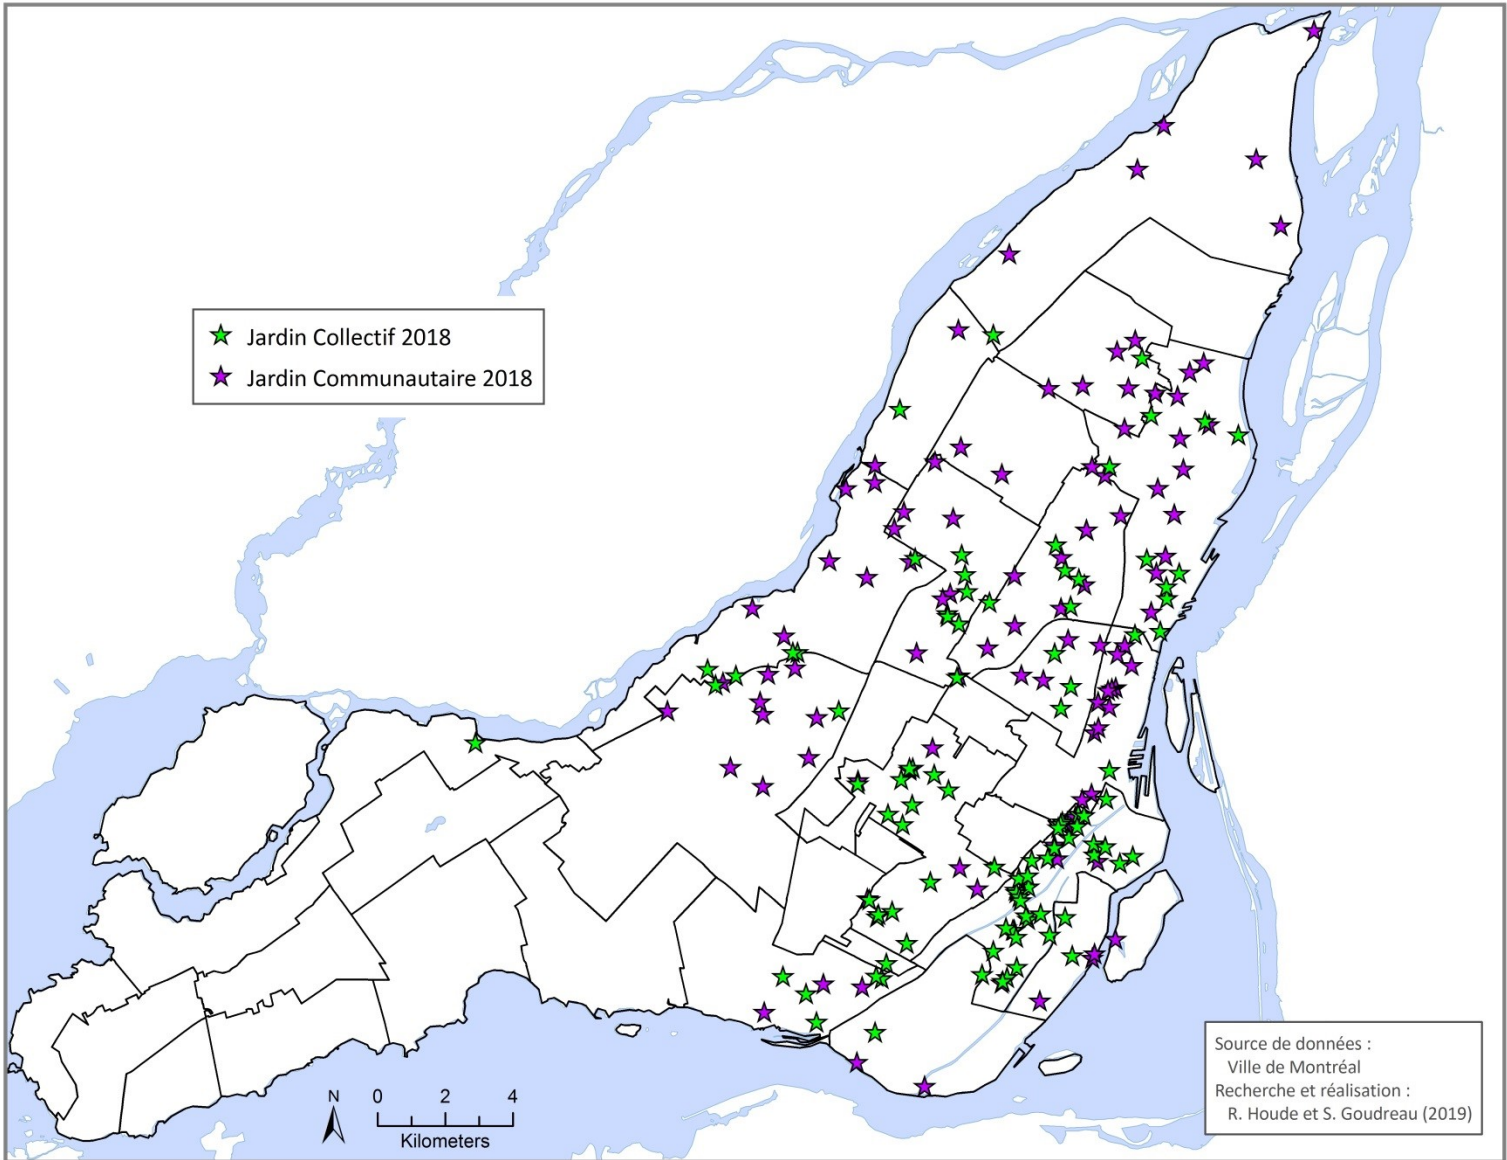 Jardin Collectif 2018
Jardin Communautaire 2018
N
0 2 4
Kilometers
Source de données :
Ville de Montréal
Recherche et réalisation :
R. Houde et S. Goudreau (2019)